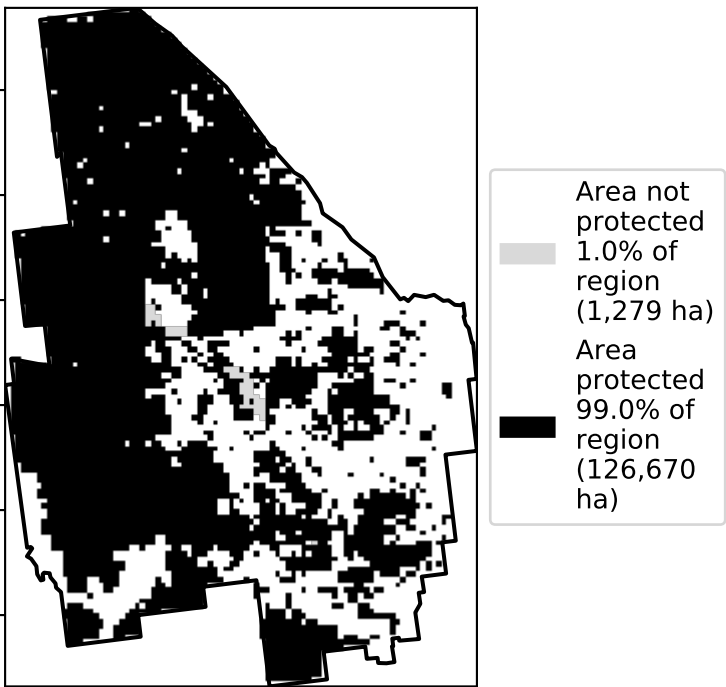 Area not
protected
1.0% of
region
(1,279 ha)
Area
protected
99.0% of
region
(126,670
ha)